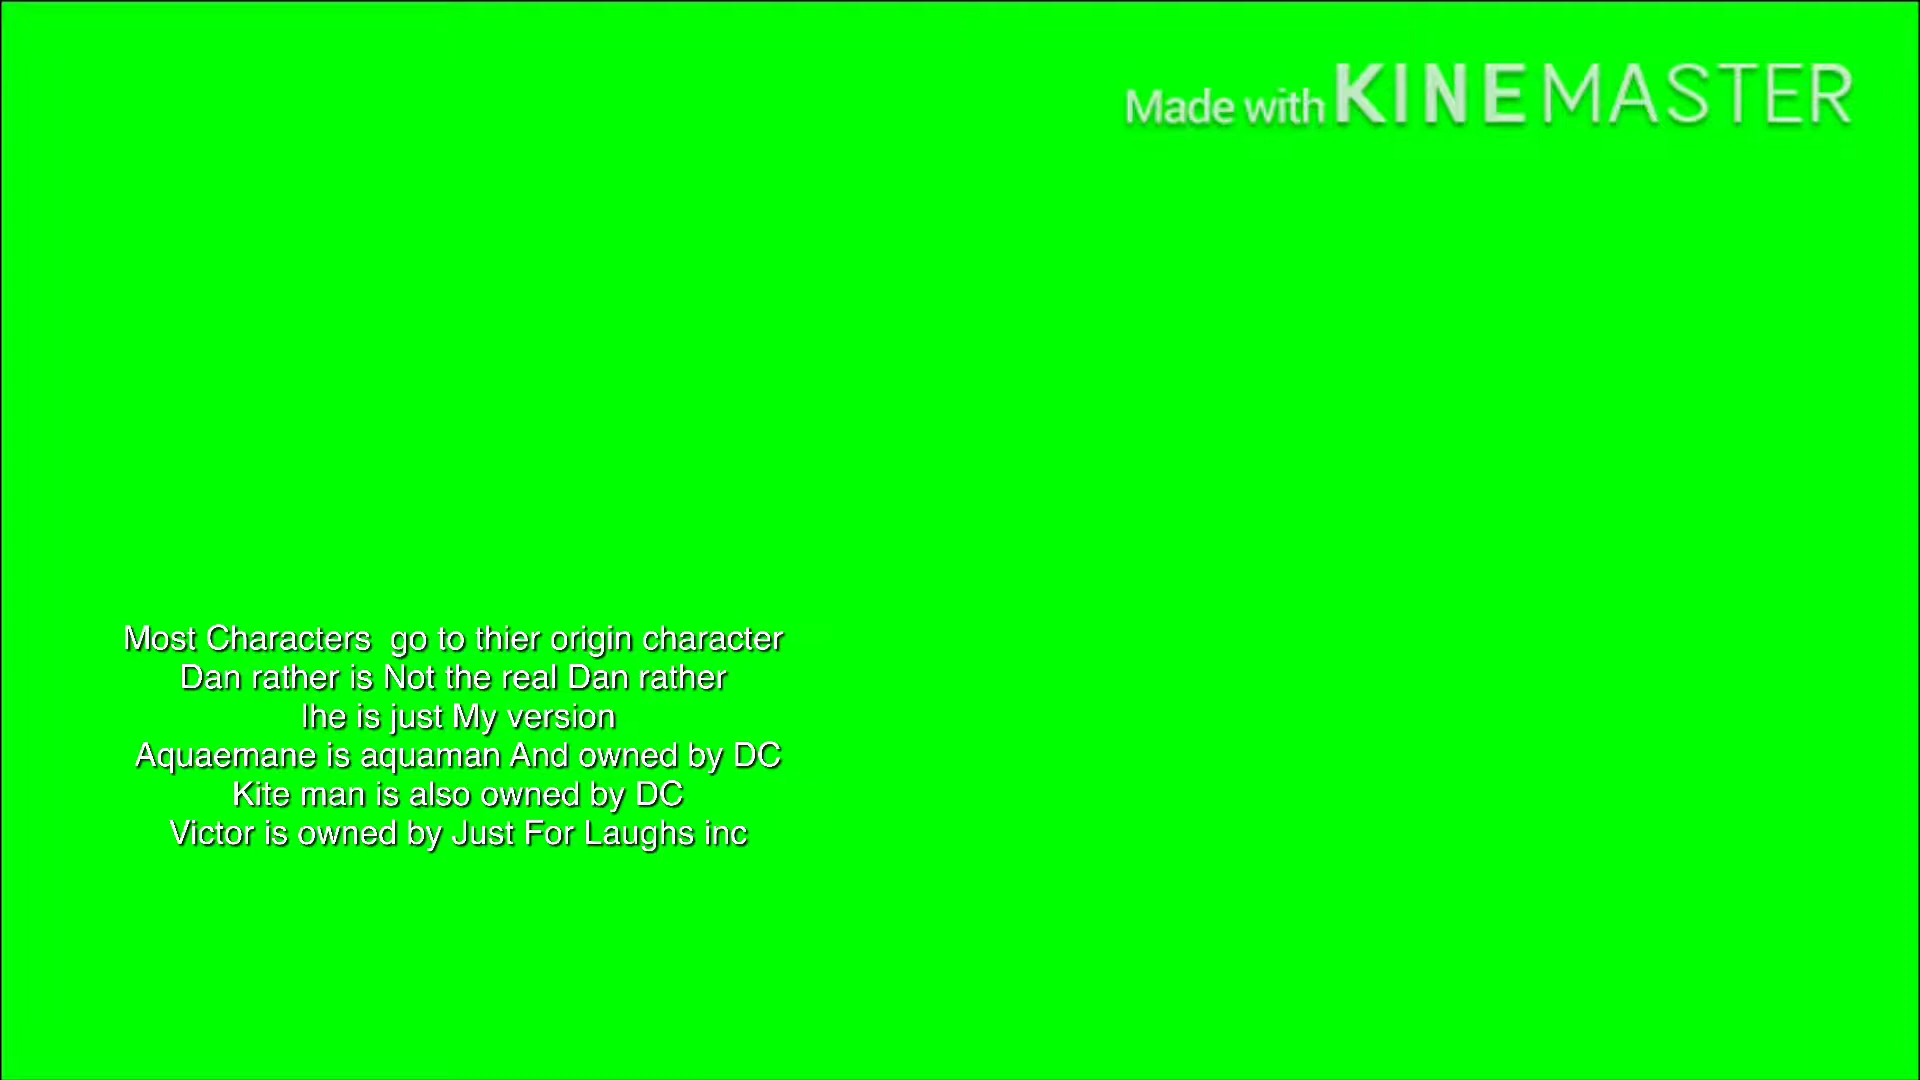 Made with KINEMASTER
Most Characters  go to thier origin character
Dan rather is Not the real Dan rather
Ihe is just My version
Aquaemane is aquaman And owned by DC
Kite man is also owned by DC
Victor is owned by Just For Laughs inc